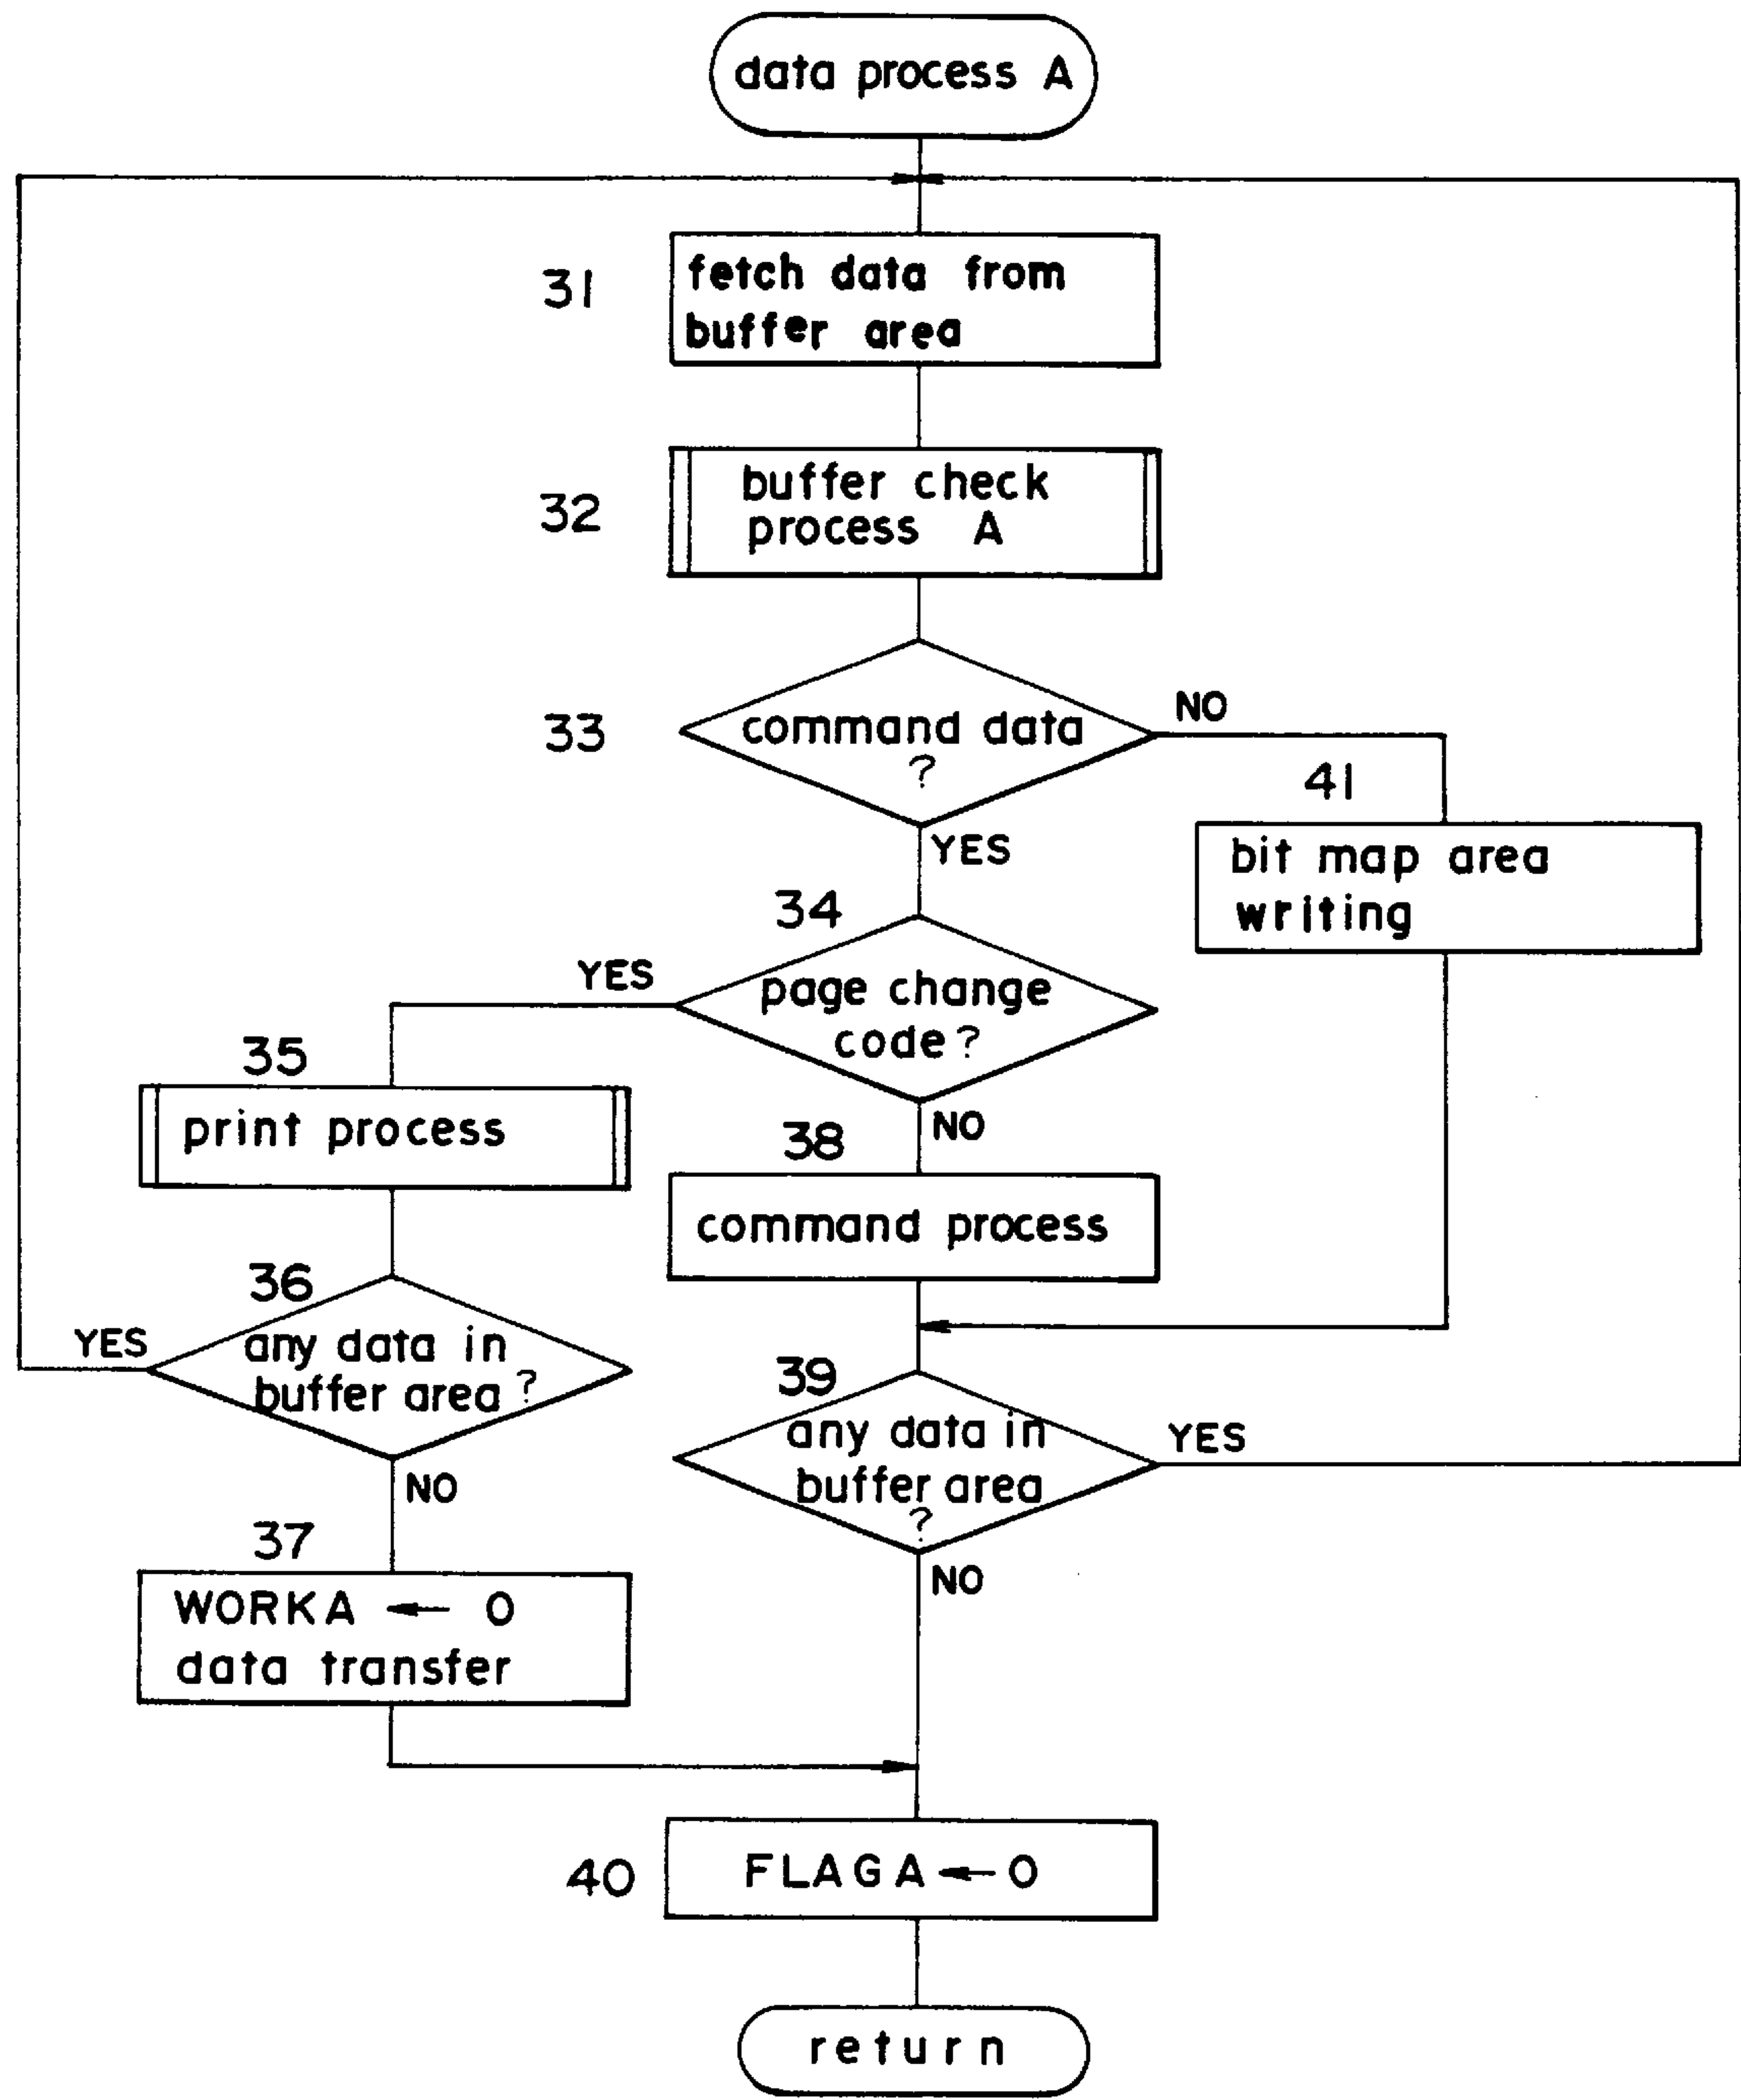 data process A
31
fetch data from
buffer area
32
buffer check
process A
33
command data
?
NO
YES
41
bit map area
writing
34
page change
code?
YES
NO
35
print process
38
command process
36
any data in
buffer area?
YES
NO
39
any data in
buffer area
?
YES
NO
37
WORKA ← 0
data transfer
40
FLAGA ← 0
return